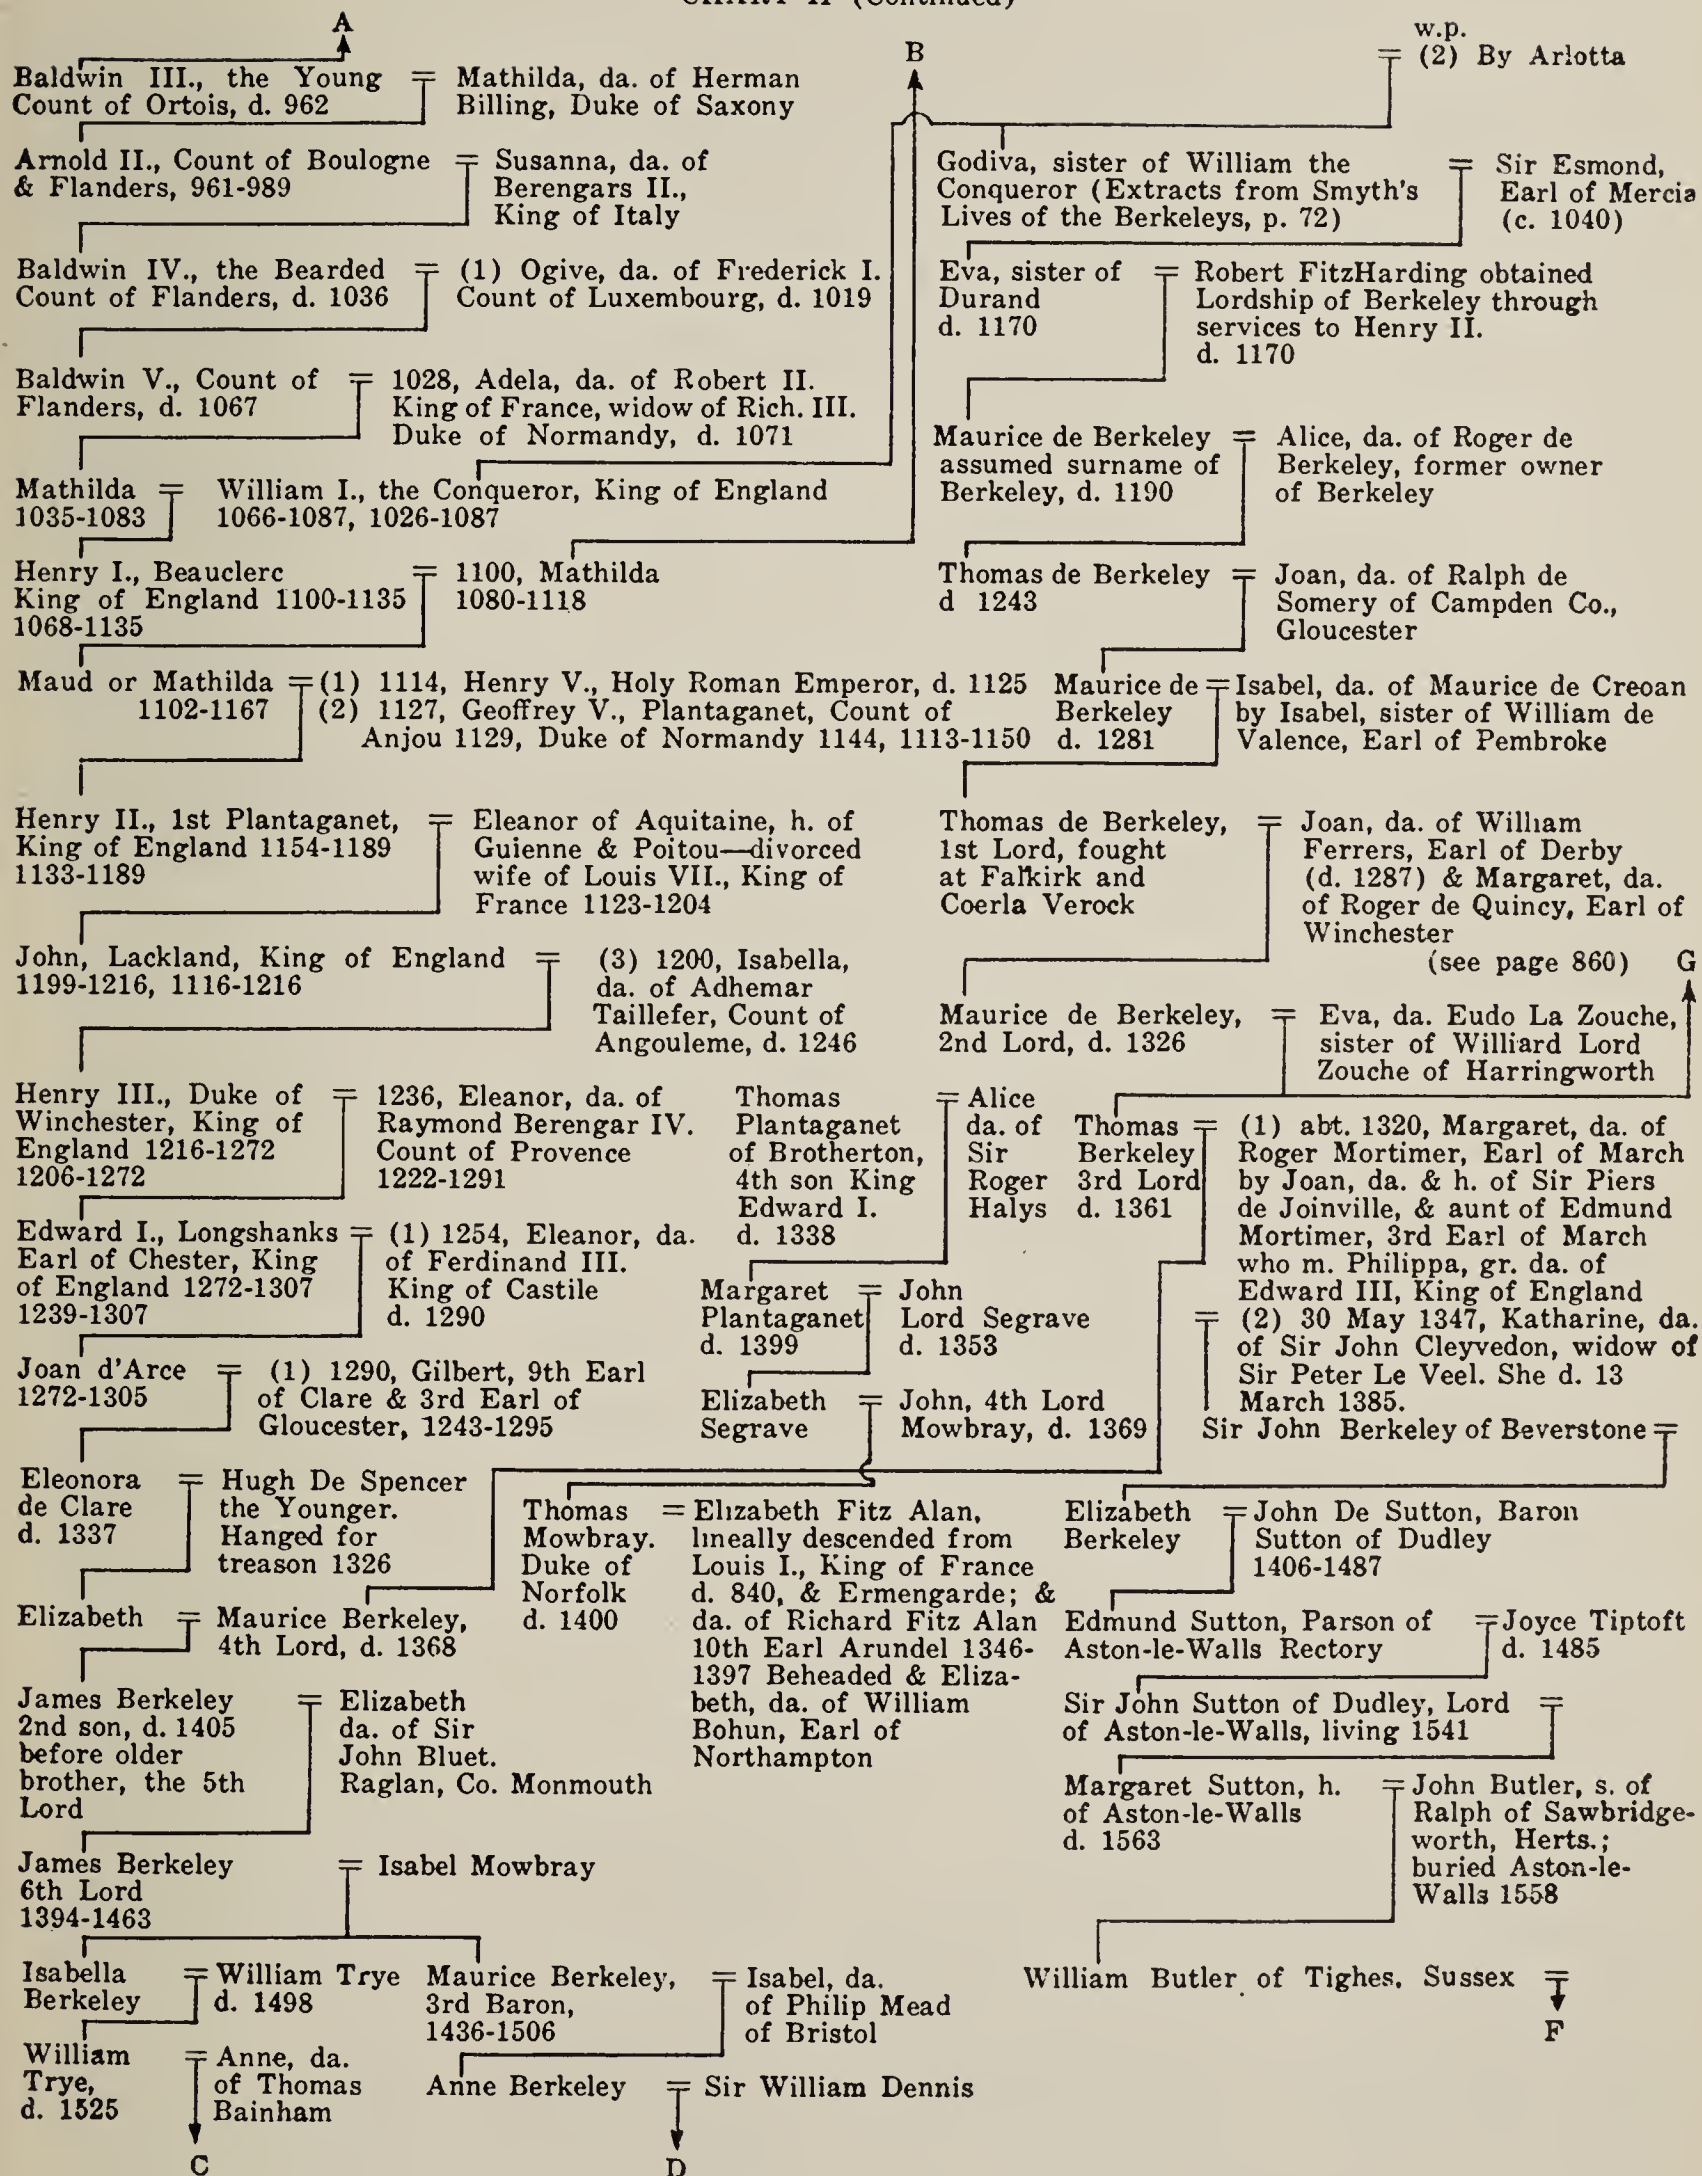 CHART II (Continued)
A
Baldwin III., the Young
Count of Ortois, d. 962
=
Mathilda, da. of Herman
Billing, Duke of Saxony
B
w.p.
= (2) By Arlotta
Arnold II., Count of Boulogne
& Flanders, 961-989
=
Susanna, da. of
Berengars II.,
King of Italy
Godiva, sister of William the
Conqueror (Extracts from Smyth's
Lives of the Berkeleys, p. 72)
=
Sir Esmond,
Earl of Mercia
(c. 1040)
Baldwin IV., the Bearded
Count of Flanders, d. 1036
=
(1) Ogive, da. of Frederick I.
Count of Luxembourg, d. 1019
Eva, sister of
Durand
d. 1170
=
Robert FitzHarding obtained
Lordship of Berkeley through
services to Henry II.
d. 1170
Baldwin V., Count of
Flanders, d. 1067
=
1028, Adela, da. of Robert II.
King of France, widow of Rich. III.
Duke of Normandy, d. 1071
Maurice de Berkeley
assumed surname of
Berkeley, d. 1190
=
Alice, da. of Roger de
Berkeley, former owner
of Berkeley
Mathilda
1035-1083
=
William I., the Conqueror, King of England
1066-1087, 1026-1087
Henry I., Beauclerc
King of England 1100-1135
1068-1135
=
1100, Mathilda
1080-1118
Thomas de Berkeley
d 1243
=
Joan, da. of Ralph de
Somery of Campden Co.,
Gloucester
Maud or Mathilda
1102-1167
=
(1) 1114, Henry V., Holy Roman Emperor, d. 1125
(2) 1127, Geoffrey V., Plantaganet, Count of
Anjou 1129, Duke of Normandy 1144, 1113-1150
Maurice de
Berkeley
d. 1281
=
Isabel, da. of Maurice de Creoan
by Isabel, sister of William de
Valence, Earl of Pembroke
Henry II., 1st Plantaganet,
King of England 1154-1189
1133-1189
=
Eleanor of Aquitaine, h. of
Guienne & Poitou—divorced
wife of Louis VII., King of
France 1123-1204
Thomas de Berkeley,
1st Lord, fought
at Falkirk and
Coerla Verock
=
Joan, da. of William
Ferrers, Earl of Derby
(d. 1287) & Margaret, da.
of Roger de Quincy, Earl of
Winchester
(see page 860)
G
John, Lackland, King of England
1199-1216, 1116-1216
=
(3) 1200, Isabella,
da. of Adhemar
Taillefer, Count of
Angouleme, d. 1246
Maurice de Berkeley,
2nd Lord, d. 1326
=
Eva, da. Eudo La Zouche,
sister of Williard Lord
Zouche of Harringworth
Henry III., Duke of
Winchester, King of
England 1216-1272
1206-1272
=
1236, Eleanor, da. of
Raymond Berengar IV.
Count of Provence
1222-1291
Thomas
Plantaganet
of Brotherton,
4th son King
Edward I.
d. 1338
=
Alice
da. of
Sir
Roger
Halys
Thomas
Berkeley
3rd Lord
d. 1361
=
(1) abt. 1320, Margaret, da. of
Roger Mortimer, Earl of March
by Joan, da. & h. of Sir Piers
de Joinville, & aunt of Edmund
Mortimer, 3rd Earl of March
who m. Philippa, gr. da. of
Edward III, King of England
= (2) 30 May 1347, Katharine, da.
of Sir John Cleyvedon, widow of
Sir Peter Le Veel. She d. 13
March 1385.
Edward I., Longshanks
Earl of Chester, King
of England 1272-1307
1239-1307
=
(1) 1254, Eleanor, da.
of Ferdinand III.
King of Castile
d. 1290
Margaret
Plantaganet
d. 1399
=
John
Lord Segrave
d. 1353
Joan d'Arce
1272-1305
=
(1) 1290, Gilbert, 9th Earl
of Clare & 3rd Earl of
Gloucester, 1243-1295
Elizabeth
Segrave
=
John, 4th Lord
Mowbray, d. 1369
Sir John Berkeley of Beverstone =
Eleonora
de Clare
d. 1337
=
Hugh De Spencer
the Younger.
Hanged for
treason 1326
Thomas
Mowbray.
Duke of
Norfolk
d. 1400
=
Elizabeth Fitz Alan,
lineally descended from
Louis I., King of France
d. 840, & Ermengarde; &
da. of Richard Fitz Alan
10th Earl Arundel 1346-
1397 Beheaded & Eliza-
beth, da. of William
Bohun, Earl of
Northampton
Elizabeth
Berkeley
=
John De Sutton, Baron
Sutton of Dudley
1406-1487
Elizabeth
=
Maurice Berkeley,
4th Lord, d. 1368
Edmund Sutton, Parson of
Aston-le-Walls Rectory
=
Joyce Tiptoft
d. 1485
James Berkeley
2nd son, d. 1405
before older
brother, the 5th
Lord
=
Elizabeth
da. of Sir
John Bluet.
Raglan, Co. Monmouth
Sir John Sutton of Dudley, Lord
of Aston-le-Walls, living 1541
=
Margaret Sutton, h.
of Aston-le-Walls
d. 1563
=
John Butler, s. of
Ralph of Sawbridge-
worth, Herts.;
buried Aston-le-
Walls 1558
James Berkeley
6th Lord
1394-1463
=
Isabel Mowbray
Isabella
Berkeley
=
William Trye
d. 1498
Maurice Berkeley,
3rd Baron,
1436-1506
=
Isabel, da.
of Philip Mead
of Bristol
William Butler of Tighes, Sussex =
F
William
Trye,
d. 1525
=
Anne, da.
of Thomas
Bainham
Anne Berkeley
=
Sir William Dennis
C
D